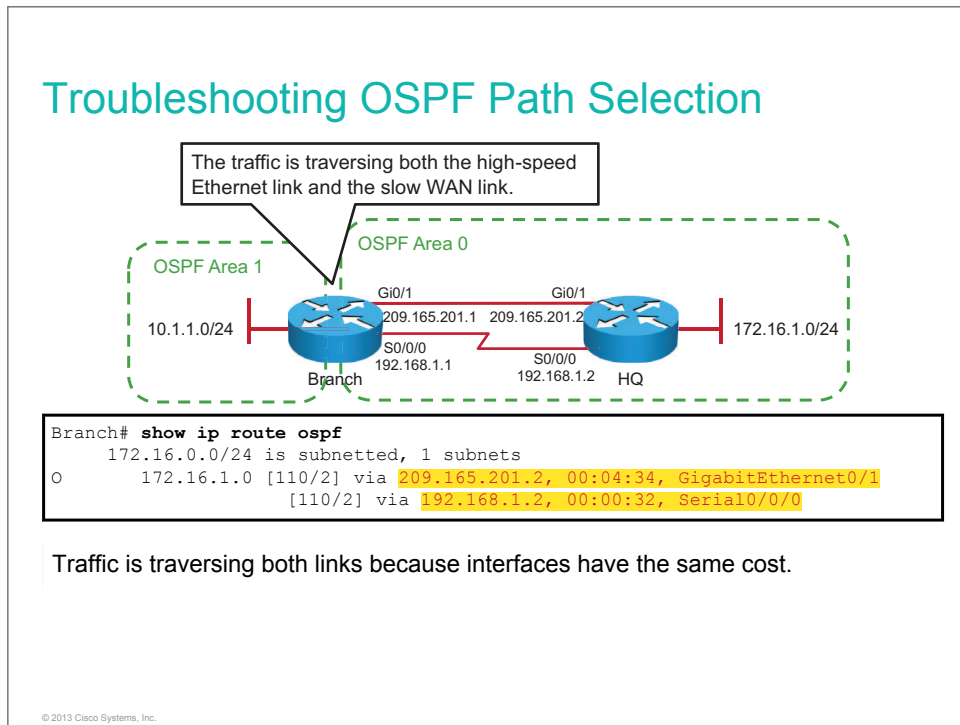 Troubleshooting OSPF Path Selection
The traffic is traversing both the high-speed
Ethernet link and the slow WAN link.
OSPF Area 0
OSPF Area 1
Gi0/1
Gi0/1
10.1.1.0/24
209.165.201.1
209.165.201.2
172.16.1.0/24
S0/0/0
192.168.1.1
S0/0/0
192.168.1.2
Branch
HQ
Branch# show ip route ospf
172.16.0.0/24 is subnetted, 1 subnets
O 172.16.1.0 [110/2] via 209.165.201.2, 00:04:34, GigabitEthernet0/1
[110/2] via 192.168.1.2, 00:00:32, Serial0/0/0
Traffic is traversing both links because interfaces have the same cost.
© 2013 Cisco Systems, Inc.